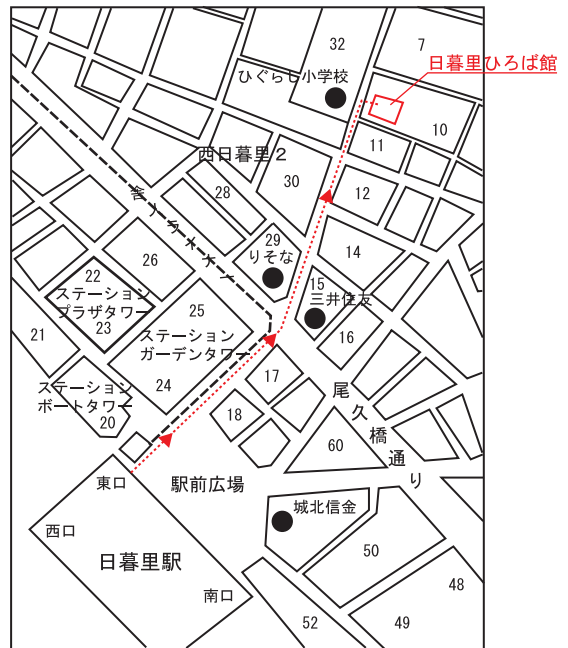 32
7
日暮里ひろば館
ひぐらし小学校
10
11
西日暮里2
30
12
28
舎人ライナー
29
りそな
14
26
22
ステーション
プラザタワー
23
15
三井住友
25
21
ステーション
ガーデンタワー
16
24
17
ステーション
ポートタワー
20
18
尾久橋通り
60
東口
駅前広場
城北信金
西口
日暮里駅
50
南口
48
52
49